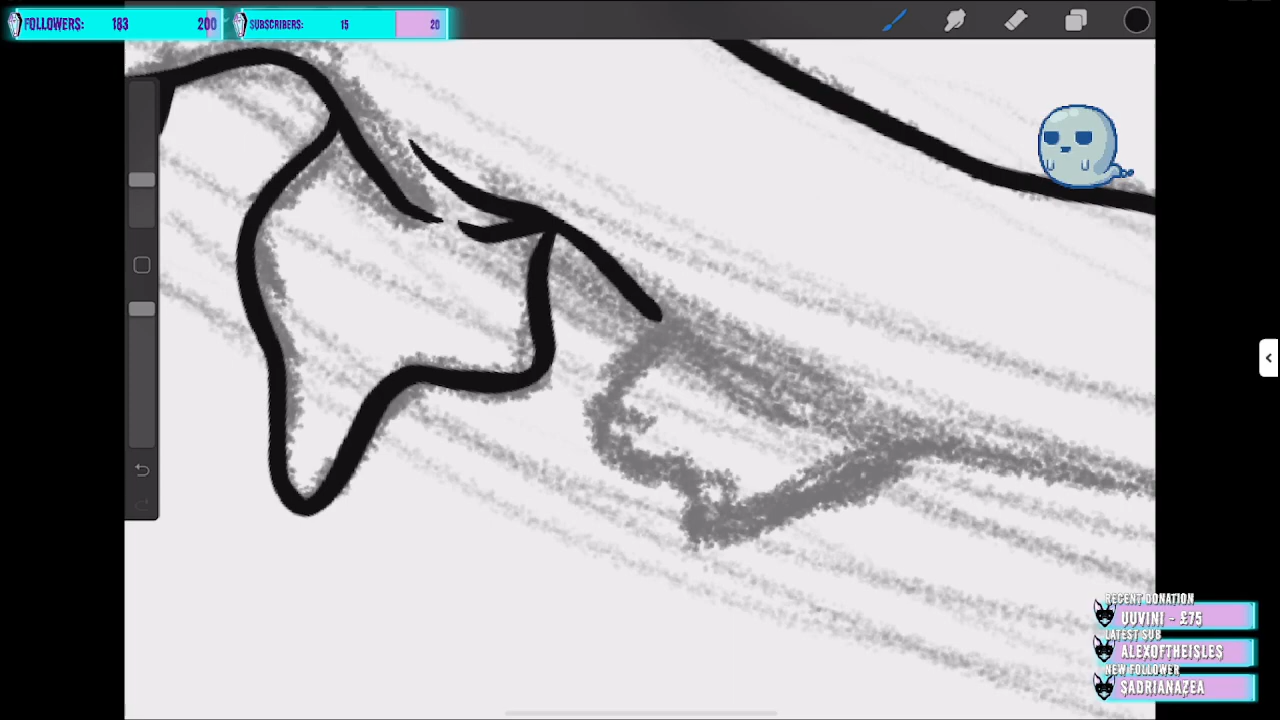 FOLLOWERS: 183 200
SUBSCRIBERS: 15 20
RECENT DONATION
UUVINI - £75
LATEST SUB
ALEXOFTHEISLES
NEW FOLLOWER
SADRIANAZEA